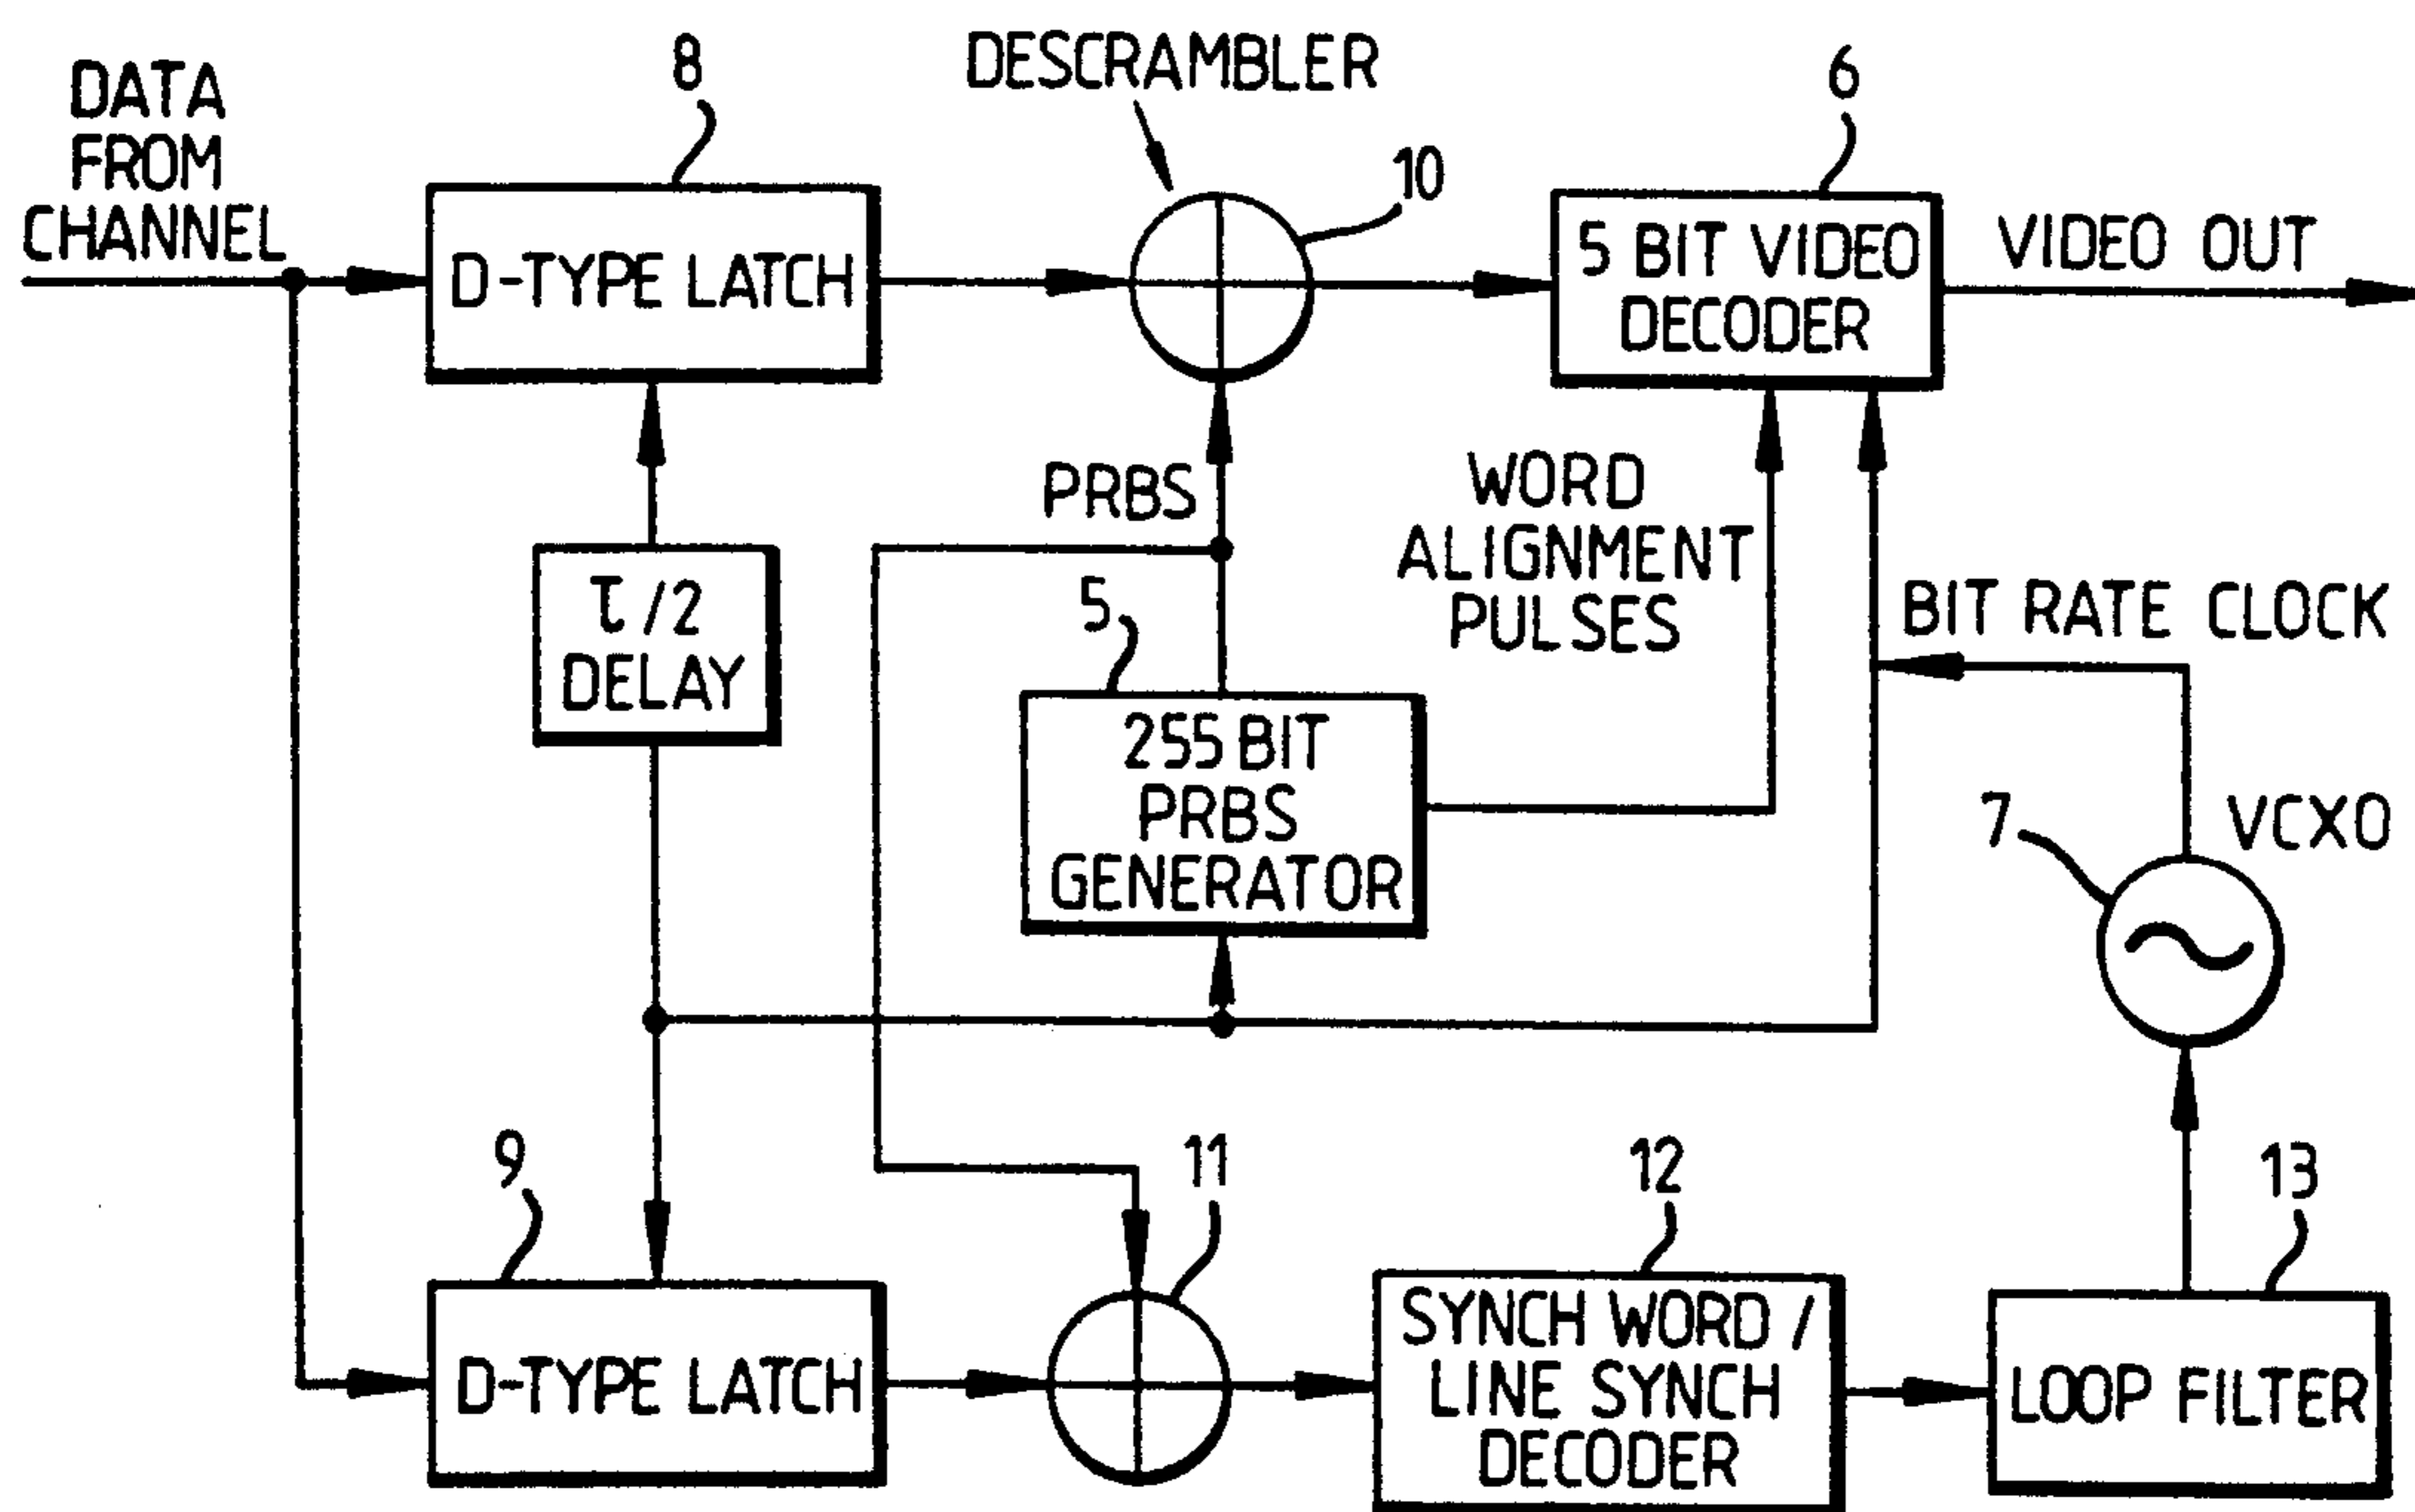 DATA
FROM
CHANNEL
8
D-TYPE LATCH
DESCRAMBLER
10
6
5 BIT VIDEO
DECODER
VIDEO OUT
τ/2
DELAY
PRBS
5
255 BIT
PRBS
GENERATOR
WORD
ALIGNMENT
PULSES
BIT RATE CLOCK
7
VCXO
9
D-TYPE LATCH
11
12
SYNCH WORD /
LINE SYNCH
DECODER
13
LOOP FILTER